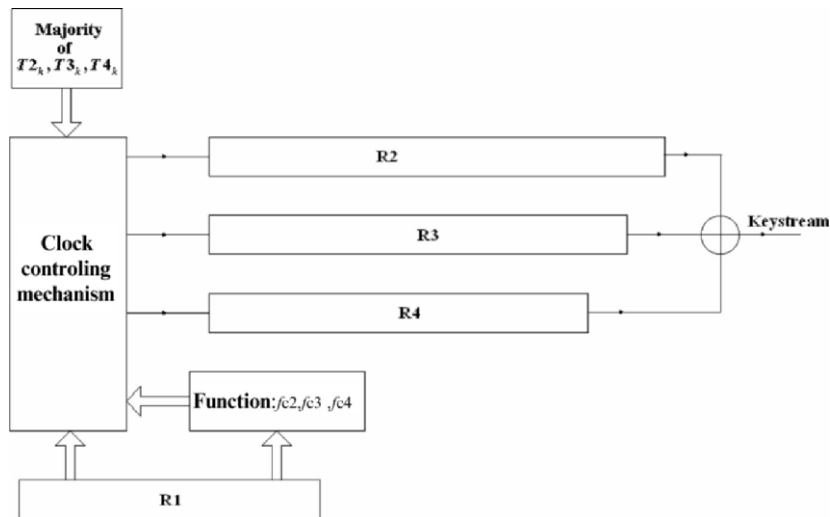 Majority
of
T2k,T3k,T4k
R2
Keystream
R3
Clock
controling
mechanism
R4
Function:fc2,fc3 ,fc4
R1